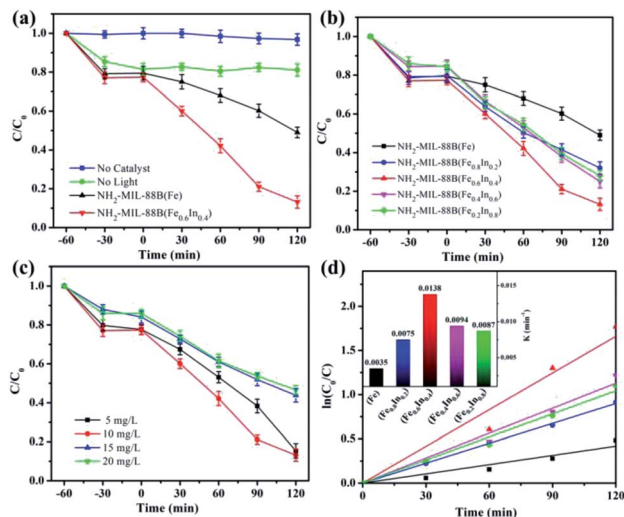 (a)
C/C0
1.0
0.8
0.6
0.4
0.2
0.0
No Catalyst
No Light
NH2-MIL-88B(Fe)
NH2-MIL-88B(Fe0.6In0.4)
-60 -30 0 30 60 90 120
Time (min)
(b)
C/C0
1.0
0.8
0.6
0.4
0.2
0.0
NH2-MIL-88B(Fe)
NH2-MIL-88B(Fe0.8In0.2)
NH2-MIL-88B(Fe0.6In0.4)
NH2-MIL-88B(Fe0.4In0.6)
NH2-MIL-88B(Fe0.2In0.8)
-60 -30 0 30 60 90 120
Time (min)
(c)
C/C0
1.0
0.8
0.6
0.4
0.2
0.0
5 mg/L
10 mg/L
15 mg/L
20 mg/L
-60 -30 0 30 60 90 120
Time (min)
(d)
ln(C0/C)
2.0
1.5
1.0
0.5
0.0
0.0035
0.0075
0.0138
0.0094
0.0087
(Fe)
(Fe0.8In0.2)
(Fe0.6In0.4)
(Fe0.4In0.6)
(Fe0.2In0.8)
0.015
0.010
0.005
K (min-1)
0 30 60 90 120
Time (min)